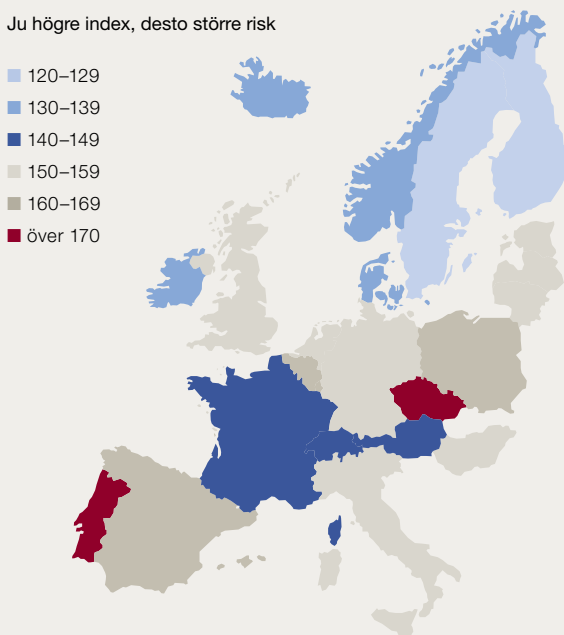 Ju högre index, desto större risk
120–129
130–139
140–149
150–159
160–169
över 170